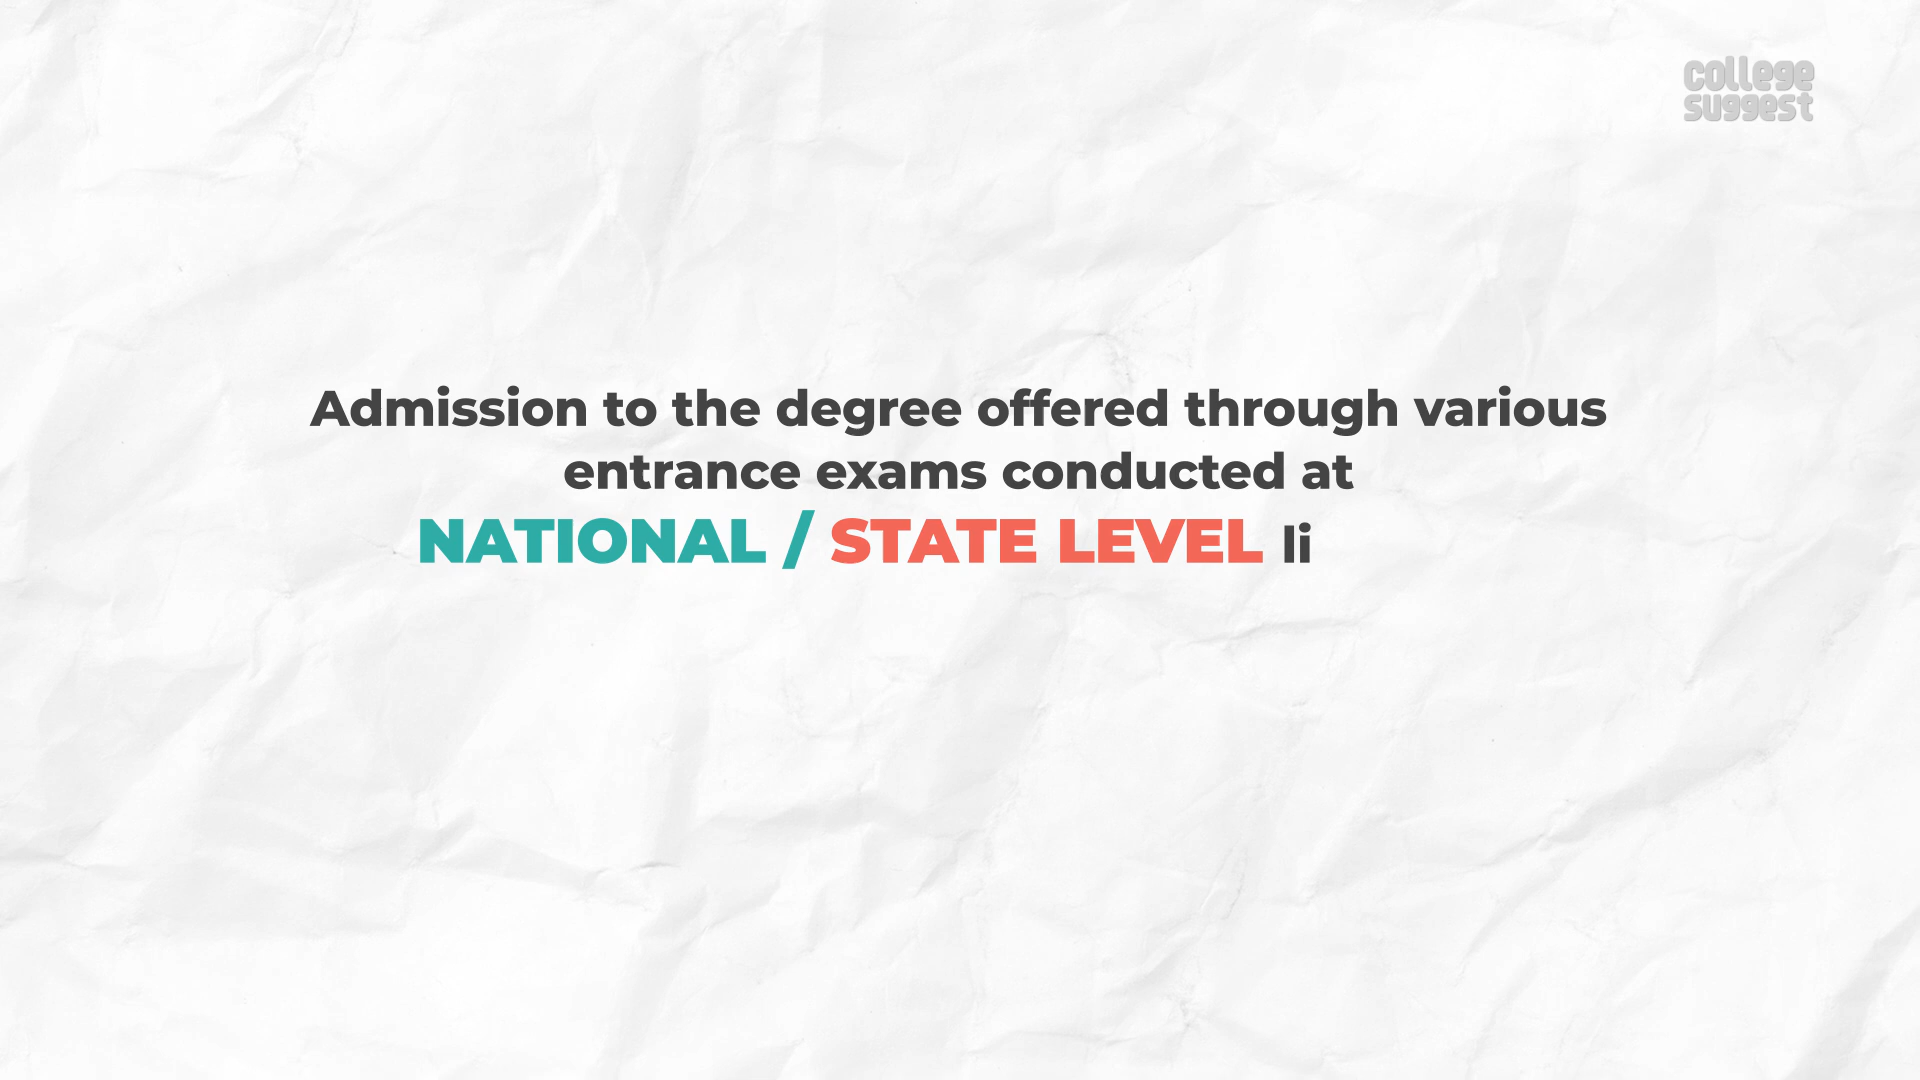 college
suggest
Admission to the degree offered through various
entrance exams conducted at
NATIONAL / STATE LEVEL li